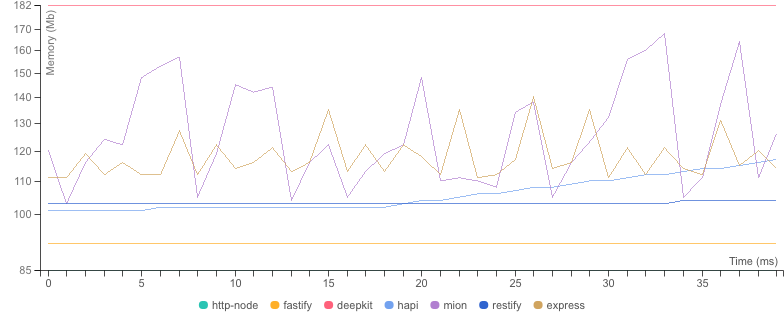 Memory (Mb)
182
170
160
150
140
130
120
110
100
85
Time (ms)
0 5 10 15 20 25 30 35
http-node fastify deepkit hapi mion restify express